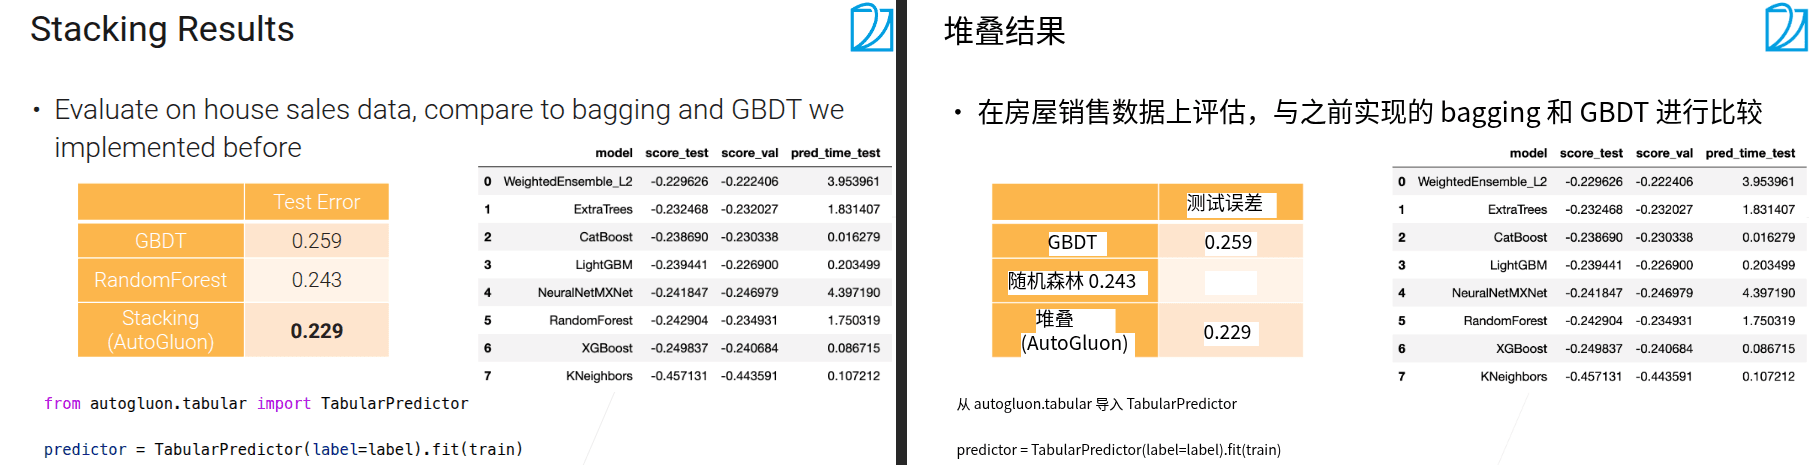 Stacking Results
• Evaluate on house sales data, compare to bagging and GBDT we
implemented before
Test Error
GBDT 0.259
RandomForest 0.243
Stacking
(AutoGluon) 0.229
model score_test score_val pred_time_test
0 WeightedEnsemble_L2 -0.229626 -0.222406 3.953961
1 ExtraTrees -0.232468 -0.232027 1.831407
2 CatBoost -0.238690 -0.230338 0.016279
3 LightGBM -0.239441 -0.226900 0.203499
4 NeuralNetMXNet -0.241847 -0.246979 4.397190
5 RandomForest -0.242904 -0.234931 1.750319
6 XGBoost -0.249837 -0.240684 0.086715
7 KNeighbors -0.457131 -0.443591 0.107212
from autogluon.tabular import TabularPredictor
predictor = TabularPredictor(label=label).fit(train)
堆叠结果
• 在房屋销售数据上评估，与之前实现的 bagging 和 GBDT 进行比较
测试误差
GBDT 0.259
随机森林 0.243
堆叠
(AutoGluon) 0.229
model score_test score_val pred_time_test
0 WeightedEnsemble_L2 -0.229626 -0.222406 3.953961
1 ExtraTrees -0.232468 -0.232027 1.831407
2 CatBoost -0.238690 -0.230338 0.016279
3 LightGBM -0.239441 -0.226900 0.203499
4 NeuralNetMXNet -0.241847 -0.246979 4.397190
5 RandomForest -0.242904 -0.234931 1.750319
6 XGBoost -0.249837 -0.240684 0.086715
7 KNeighbors -0.457131 -0.443591 0.107212
从 autogluon.tabular 导入 TabularPredictor
predictor = TabularPredictor(label=label).fit(train)